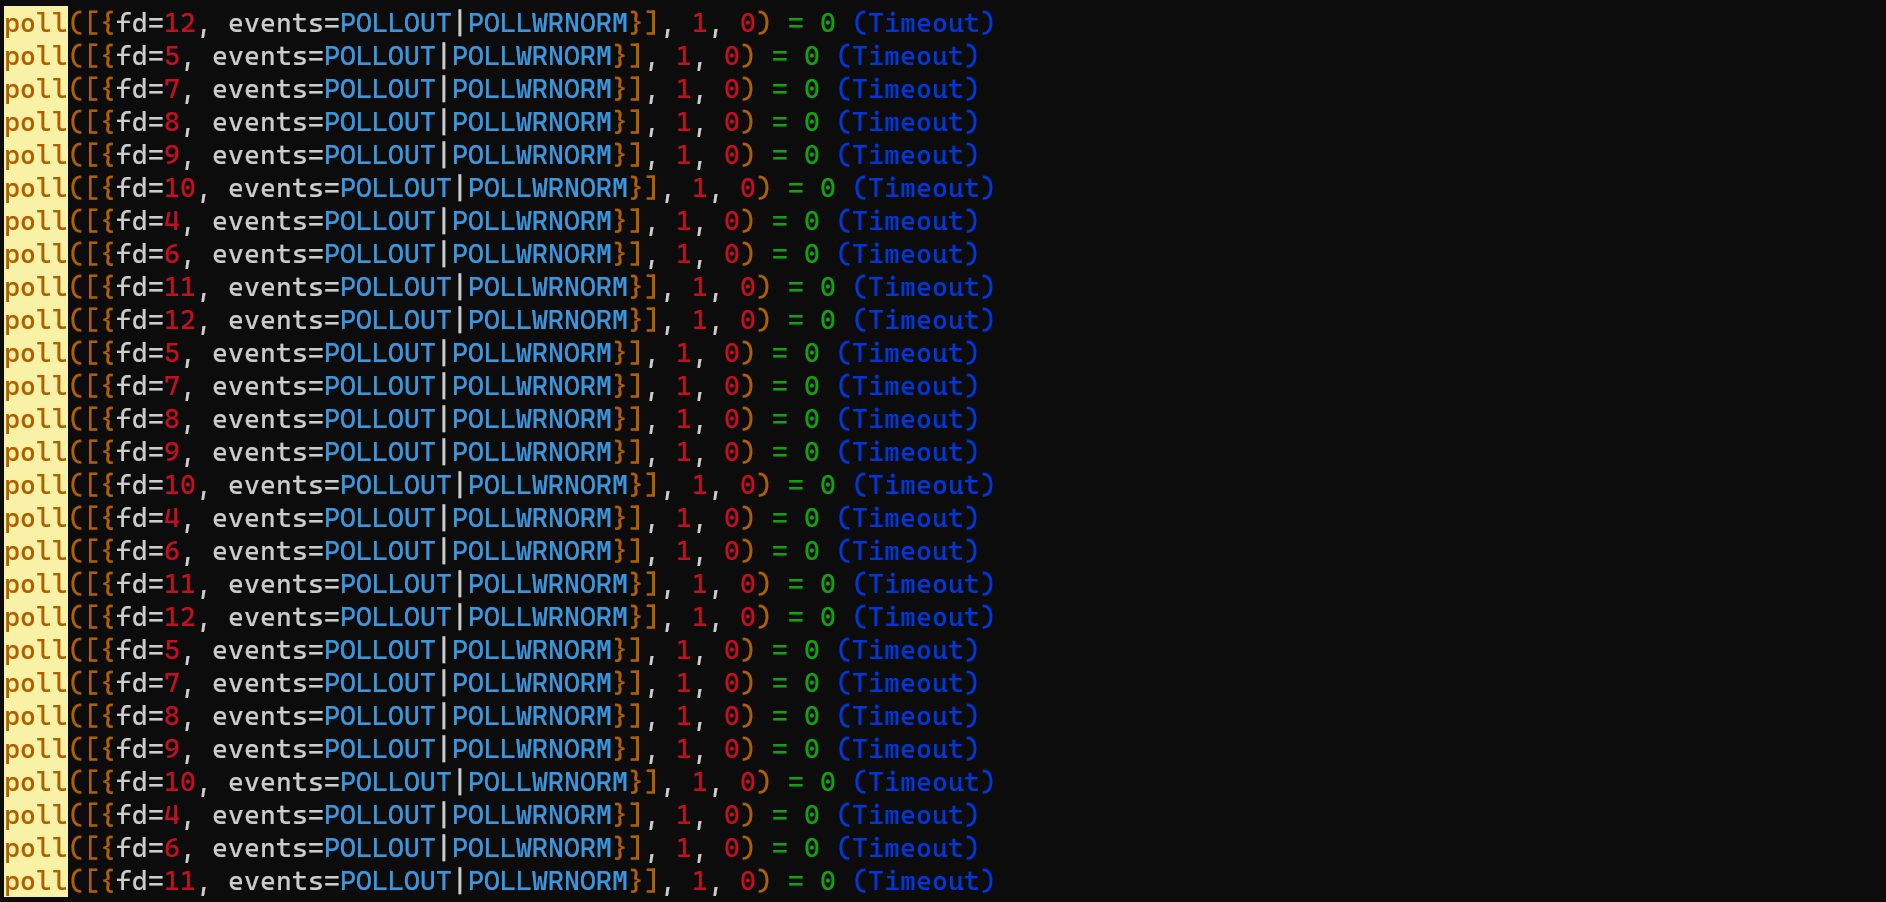 poll([{fd=12, events=POLLOUT|POLLWRNORM}], 1, 0) = 0 (Timeout)
poll([{fd=5, events=POLLOUT|POLLWRNORM}], 1, 0) = 0 (Timeout)
poll([{fd=7, events=POLLOUT|POLLWRNORM}], 1, 0) = 0 (Timeout)
poll([{fd=8, events=POLLOUT|POLLWRNORM}], 1, 0) = 0 (Timeout)
poll([{fd=9, events=POLLOUT|POLLWRNORM}], 1, 0) = 0 (Timeout)
poll([{fd=10, events=POLLOUT|POLLWRNORM}], 1, 0) = 0 (Timeout)
poll([{fd=4, events=POLLOUT|POLLWRNORM}], 1, 0) = 0 (Timeout)
poll([{fd=6, events=POLLOUT|POLLWRNORM}], 1, 0) = 0 (Timeout)
poll([{fd=11, events=POLLOUT|POLLWRNORM}], 1, 0) = 0 (Timeout)
poll([{fd=12, events=POLLOUT|POLLWRNORM}], 1, 0) = 0 (Timeout)
poll([{fd=5, events=POLLOUT|POLLWRNORM}], 1, 0) = 0 (Timeout)
poll([{fd=7, events=POLLOUT|POLLWRNORM}], 1, 0) = 0 (Timeout)
poll([{fd=8, events=POLLOUT|POLLWRNORM}], 1, 0) = 0 (Timeout)
poll([{fd=9, events=POLLOUT|POLLWRNORM}], 1, 0) = 0 (Timeout)
poll([{fd=10, events=POLLOUT|POLLWRNORM}], 1, 0) = 0 (Timeout)
poll([{fd=4, events=POLLOUT|POLLWRNORM}], 1, 0) = 0 (Timeout)
poll([{fd=6, events=POLLOUT|POLLWRNORM}], 1, 0) = 0 (Timeout)
poll([{fd=11, events=POLLOUT|POLLWRNORM}], 1, 0) = 0 (Timeout)
poll([{fd=12, events=POLLOUT|POLLWRNORM}], 1, 0) = 0 (Timeout)
poll([{fd=5, events=POLLOUT|POLLWRNORM}], 1, 0) = 0 (Timeout)
poll([{fd=7, events=POLLOUT|POLLWRNORM}], 1, 0) = 0 (Timeout)
poll([{fd=8, events=POLLOUT|POLLWRNORM}], 1, 0) = 0 (Timeout)
poll([{fd=9, events=POLLOUT|POLLWRNORM}], 1, 0) = 0 (Timeout)
poll([{fd=10, events=POLLOUT|POLLWRNORM}], 1, 0) = 0 (Timeout)
poll([{fd=4, events=POLLOUT|POLLWRNORM}], 1, 0) = 0 (Timeout)
poll([{fd=6, events=POLLOUT|POLLWRNORM}], 1, 0) = 0 (Timeout)
poll([{fd=11, events=POLLOUT|POLLWRNORM}], 1, 0) = 0 (Timeout)